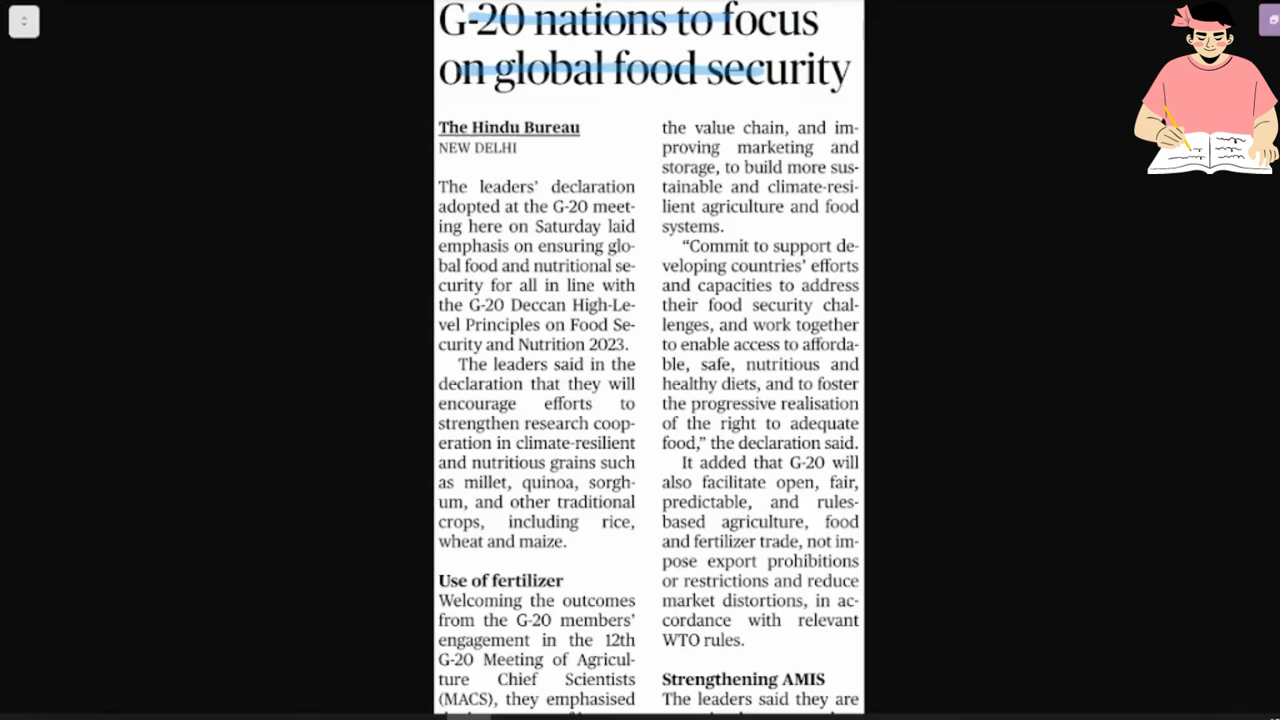 G-20 nations to focus
on global food security
The Hindu Bureau
NEW DELHI
The leaders' declaration
adopted at the G-20 meet-
ing here on Saturday laid
emphasis on ensuring glo-
bal food and nutritional se-
curity for all in line with
the G-20 Deccan High-Le-
vel Principles on Food Se-
curity and Nutrition 2023.
The leaders said in the
declaration that they will
encourage efforts to
strengthen research coop-
eration in climate-resilient
and nutritious grains such
as millet, quinoa, sorgh-
um, and other traditional
crops, including rice,
wheat and maize.
Use of fertilizer
Welcoming the outcomes
from the G-20 members'
engagement in the 12th
G-20 Meeting of Agricul-
ture Chief Scientists
(MACS), they emphasised
the value chain, and im-
proving marketing and
storage, to build more sus-
tainable and climate-resi-
lient agriculture and food
systems.
“Commit to support de-
veloping countries' efforts
and capacities to address
their food security chal-
lenges, and work together
to enable access to afforda-
ble, safe, nutritious and
healthy diets, and to foster
the progressive realisation
of the right to adequate
food,” the declaration said.
It added that G-20 will
also facilitate open, fair,
predictable, and rules-
based agriculture, food
and fertilizer trade, not im-
pose export prohibitions
or restrictions and reduce
market distortions, in ac-
cordance with relevant
WTO rules.
Strengthening AMIS
The leaders said they are